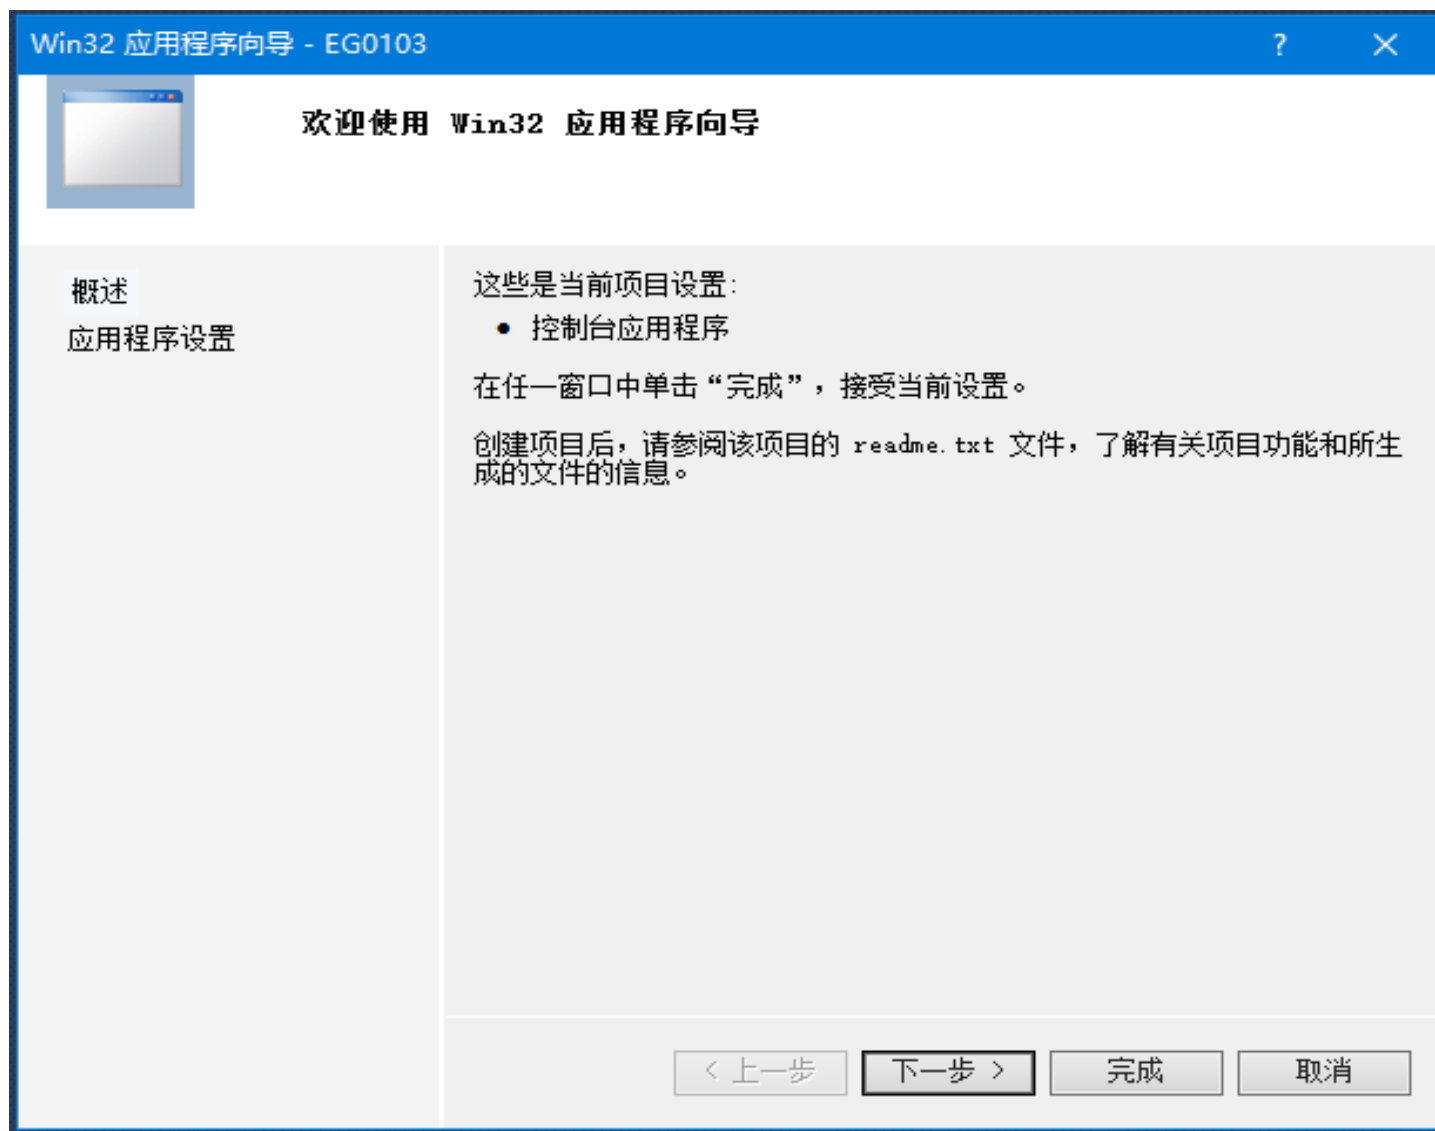 Win32 应用程序向导 - EG0103
?
欢迎使用 Win32 应用程序向导
概述
应用程序设置
这些是当前项目设置:
• 控制台应用程序
在任一窗口中单击“完成”，接受当前设置。
创建项目后，请参阅该项目的 readme.txt 文件，了解有关项目功能和所生
成的文件的信息。
< 上一步
下一步 >
完成
取消